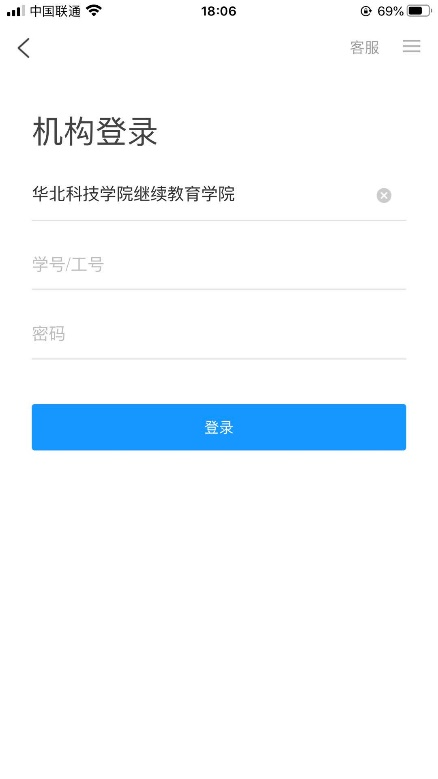 中国联通 18:06 69%
客服
机构登录
华北科技学院继续教育学院
学号/工号
密码
登录